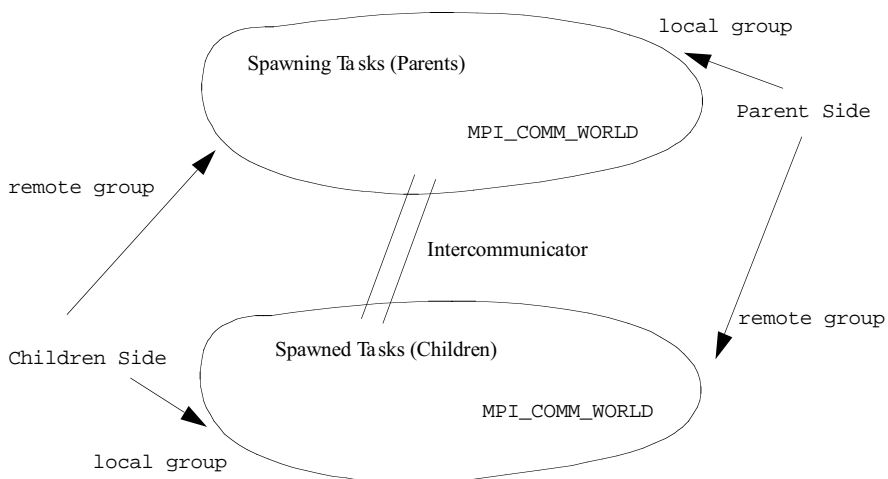 local group
Spawning Tasks (Parents)
Parent Side
MPI_COMM_WORLD
remote group
Intercommunicator
remote group
Spawned Tasks (Children)
Children Side
MPI_COMM_WORLD
local group